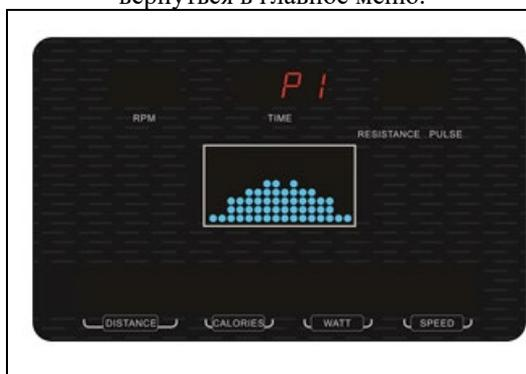 вернуться в главное меню.
P1
RPM TIME
RESISTANCE PULSE
DISTANCE CALORIES WATT SPEED